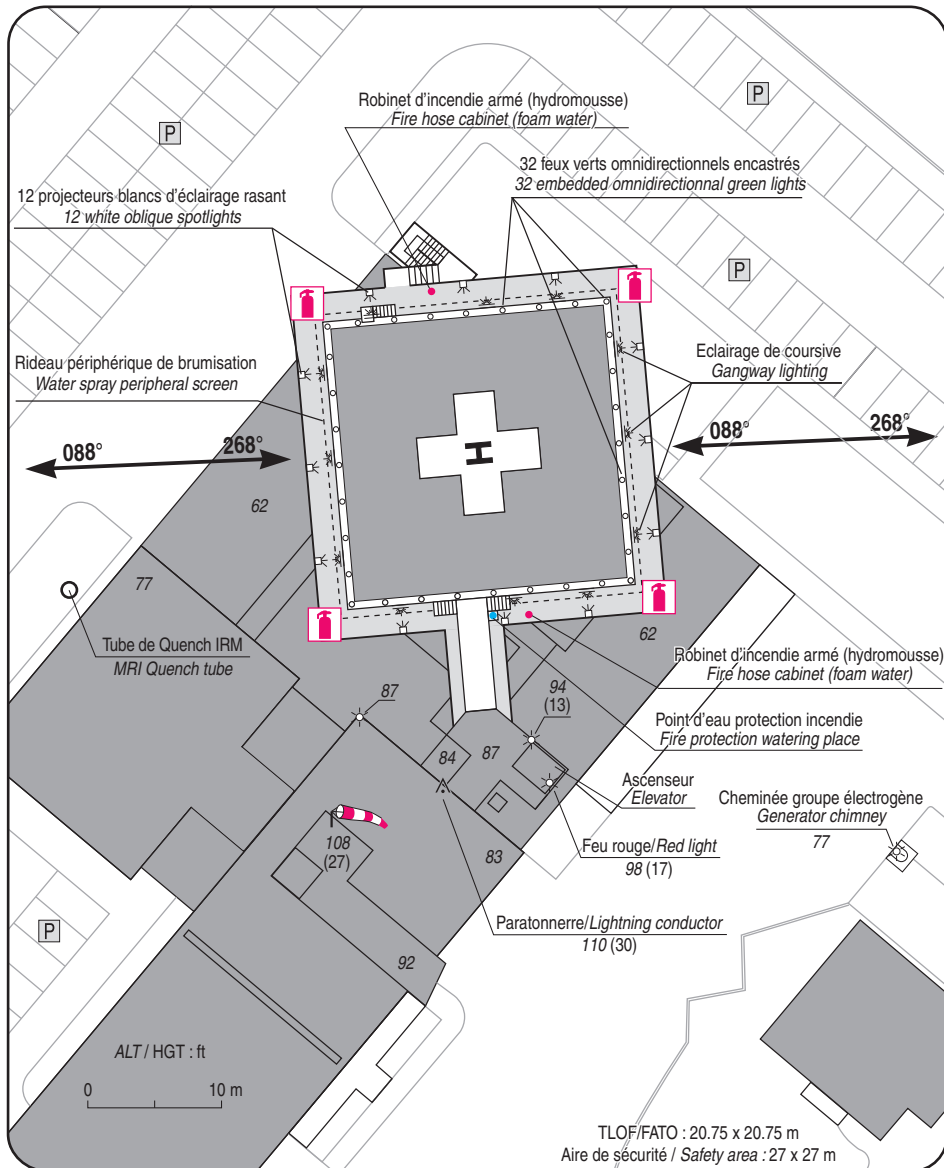 P
P
Robinet d'incendie armé (hydromousse)
Fire hose cabinet (foam water)
32 feux verts omnidirectionnels encastrés
32 embedded omnidirectionnal green lights
12 projecteurs blancs d'éclairage rasant
12 white oblique spotlights
P
Rideau périphérique de brumisation
Water spray peripheral screen
Eclairage de coursive
Gangway lighting
088° 268°
088° 268°
H
62
77
Tube de Quench IRM
MRI Quench tube
62
Robinet d'incendie armé (hydromousse)
Fire hose cabinet (foam water)
87
94
(13)
Point d'eau protection incendie
Fire protection watering place
84
87
Ascenseur
Elevator
Cheminée groupe électrogène
Generator chimney
77
108
(27)
83
Feu rouge/Red light
98 (17)
Paratonnerre/Lightning conductor
110 (30)
P
92
ALT / HGT : ft
0 10 m
TLOF/FATO : 20.75 x 20.75 m
Aire de sécurité / Safety area : 27 x 27 m